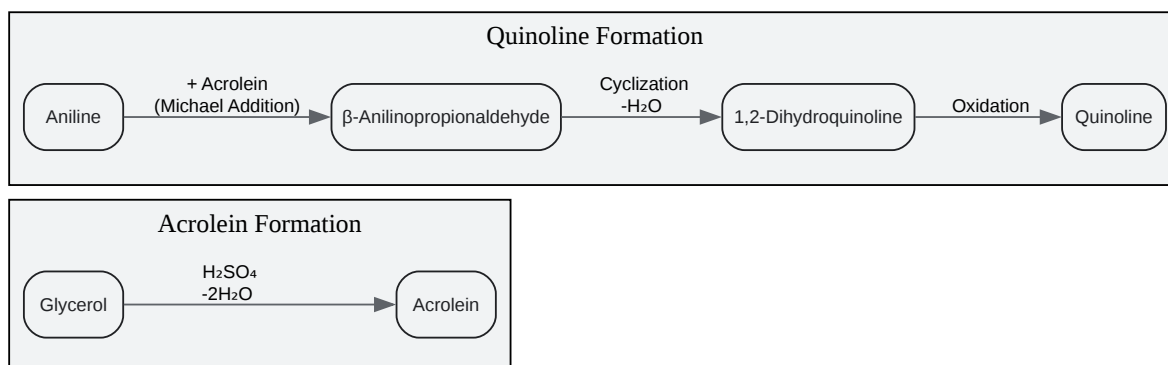 Quinoline Formation
+ Acrolein
(Michael Addition)
Cyclization
-H₂O
Oxidation
Aniline
β-Anilinopropionaldehyde
1,2-Dihydroquinoline
Quinoline
Acrolein Formation
H₂SO₄
-2H₂O
Glycerol
Acrolein